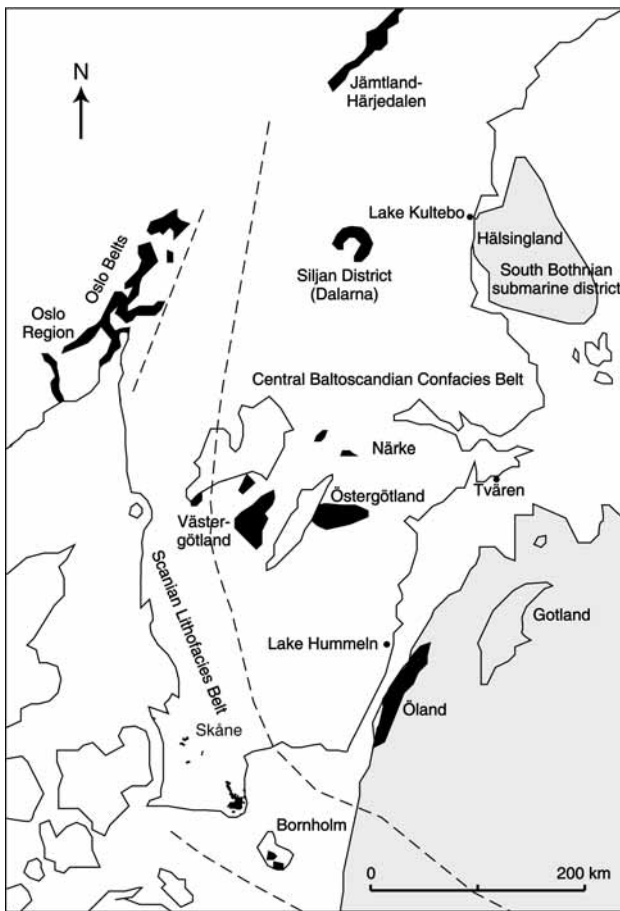 N
Jämtland-
Härjedalen
Lake Kultebo
Hälsingland
South Bothnian
submarine district
Siljan District
(Dalarna)
Oslo Belts
Oslo
Region
Central Baltoscandian Confacies Belt
Närke
Tvären
Östergötland
Väster-
götland
Scanian Lithofacies Belt
Gotland
Lake Hummeln
Öland
Skåne
Bornholm
0
200 km